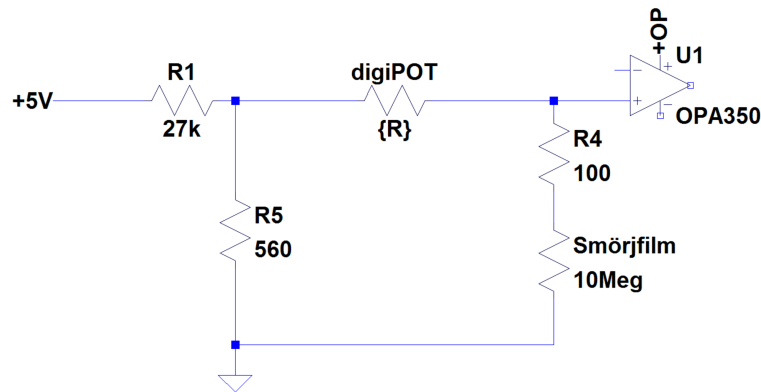 +5V
R1
27k
digiPOT
{R}
+OP
U1
OPA350
R4
100
R5
560
Smörjfilm
10Meg